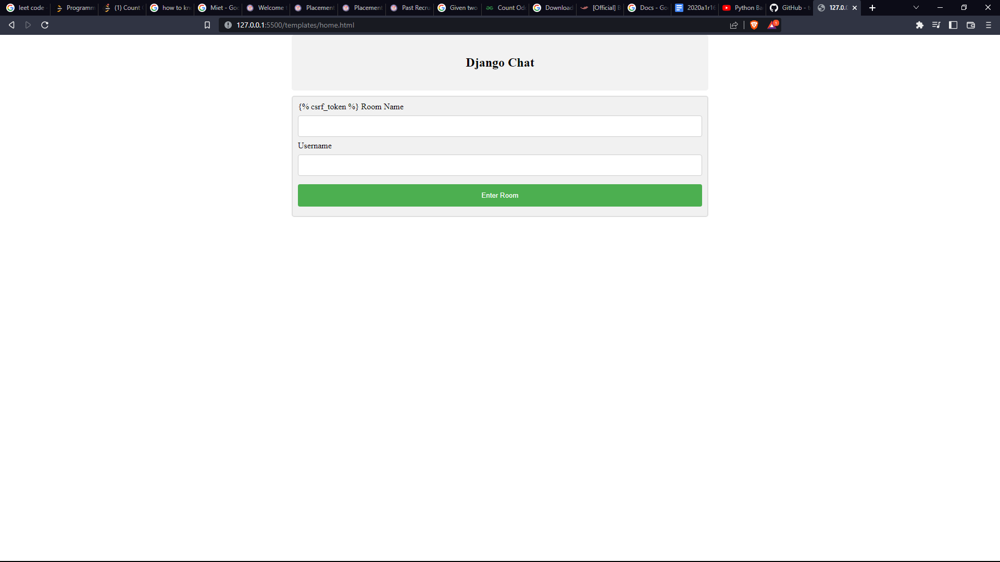 leet code
Programm
(1) Count
how to kn
Miet - Goo
Welcome
Placement
Placement
Past Recru
Given two
Count Od
Download
[Official] B
Docs - Go
2020a1r16
Python Ba
GitHub - t
127.0.0
127.0.0.1:5500/templates/home.html
1
Django Chat
{% csrf_token %} Room Name
Username
Enter Room